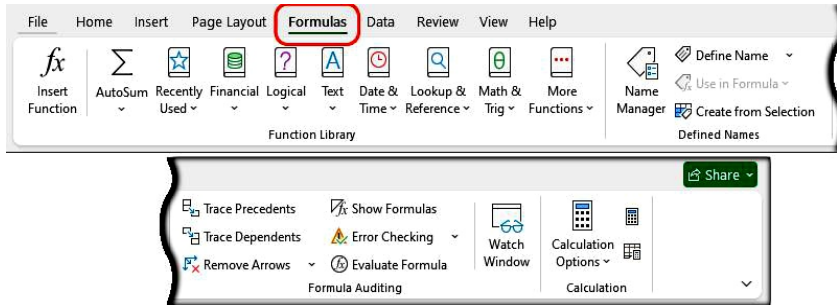 File Home Insert Page Layout Formulas Data Review View Help
fx Σ ? A θ Define Name
Insert Function AutoSum Recently Used Financial Logical Text Date & Time Lookup & Reference Math & Trig More Functions Name Manager Use in Formula
Create from Selection
Function Library Defined Names
Share
Trace Precedents fx Show Formulas
Trace Dependents Error Checking Watch Window Calculation Options
Remove Arrows fx Evaluate Formula
Formula Auditing Calculation